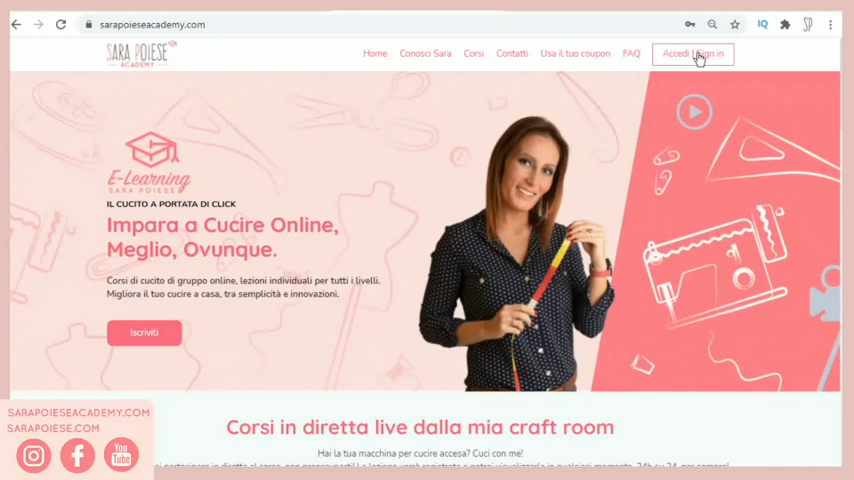 sarapoieseacademy.com
IQ
SP
SARA POIESE
ACADEMY
Home
Conosci Sara
Corsi
Contatti
Usa il tuo coupon
FAQ
Accedi | Sign in
E-Learning
SARA POIESE
IL CUCITO A PORTATA DI CLICK
Impara a Cucire Online,
Meglio, Ovunque.
Corsi di cucito di gruppo online, lezioni individuali per tutti i livelli.
Migliora il tuo cucire a casa, tra semplicità e innovazioni.
Iscriviti
SARAPOIESEACADEMY.COM
SARAPOIESE.COM
You
Tube
Corsi in diretta live dalla mia craft room
Hai la tua macchina per cucire accesa? Cuci con me!